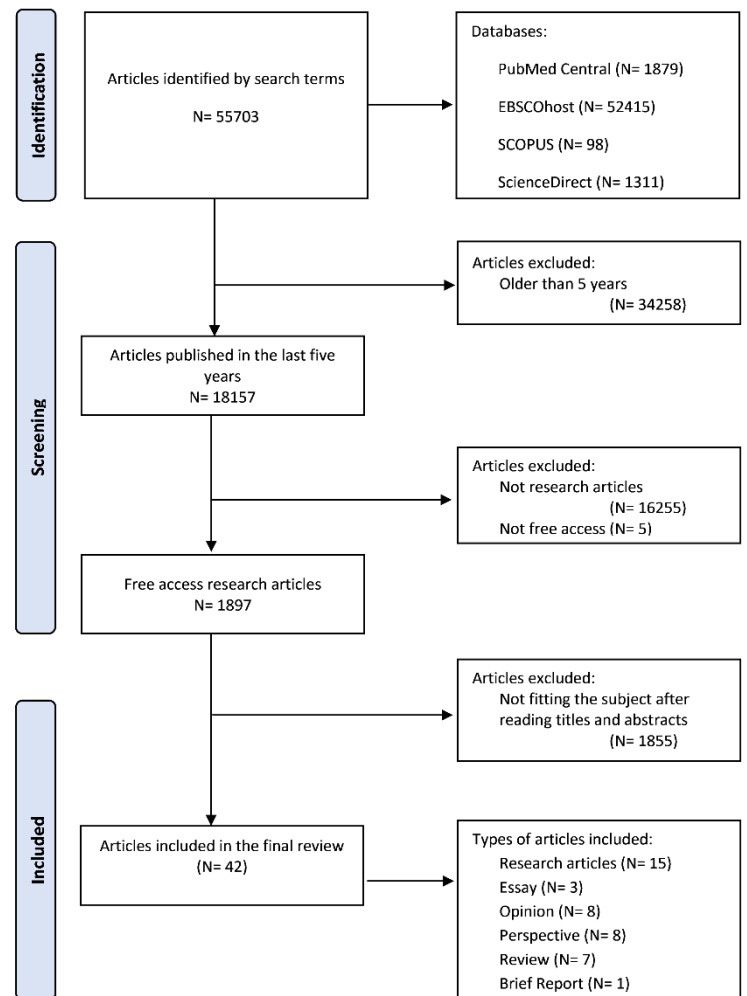 Identification
Articles identified by search terms
N= 55703
Databases:
PubMed Central (N= 1879)
EBSCOhost (N= 52415)
SCOPUS (N= 98)
ScienceDirect (N= 1311)
Screening
Articles excluded:
Older than 5 years
(N= 34258)
Articles published in the last five
years
N= 18157
Articles excluded:
Not research articles
(N= 16255)
Not free access (N= 5)
Free access research articles
N= 1897
Articles excluded:
Not fitting the subject after
reading titles and abstracts
(N= 1855)
Included
Articles included in the final review
(N= 42)
Types of articles included:
Research articles (N= 15)
Essay (N= 3)
Opinion (N= 8)
Perspective (N= 8)
Review (N= 7)
Brief Report (N= 1)